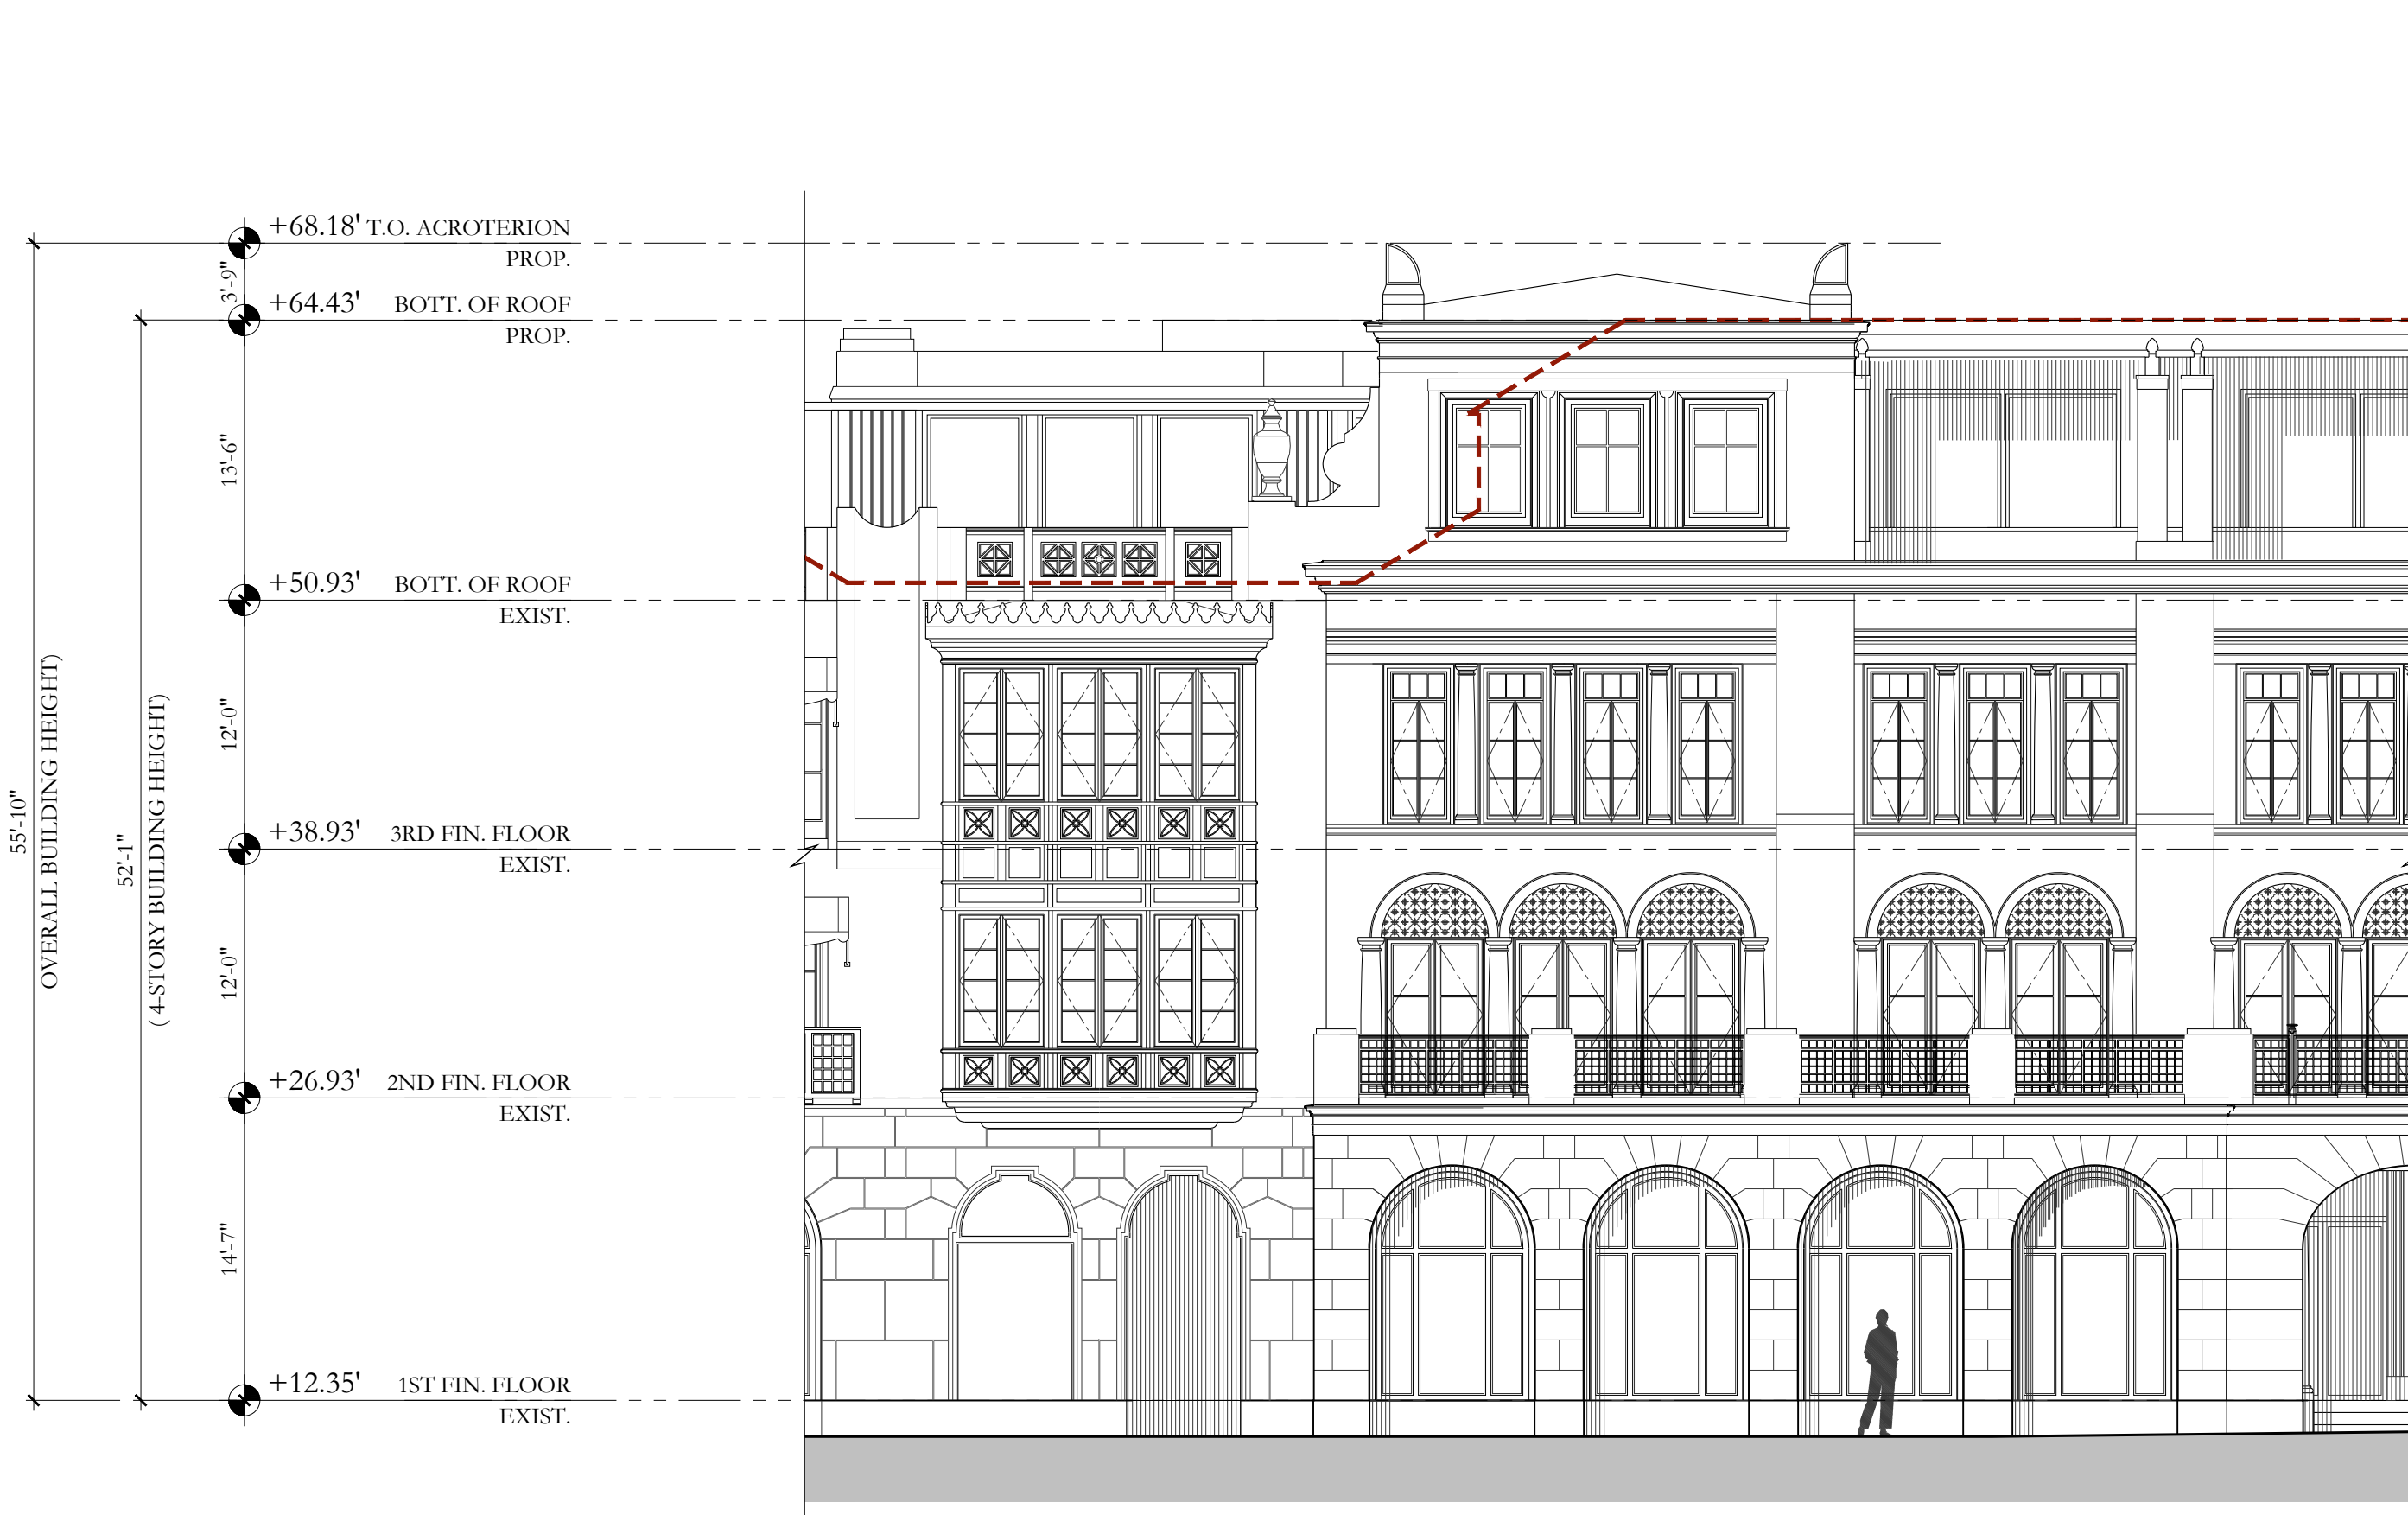 +68.18' T.O. ACROTERION
PROP.
3'-9"
+64.43' BOTT. OF ROOF
PROP.
13'-6"
+50.93' BOTT. OF ROOF
EXIST.
12'-0"
+38.93' 3RD FIN. FLOOR
EXIST.
12'-0"
+26.93' 2ND FIN. FLOOR
EXIST.
14'-7"
+12.35' 1ST FIN. FLOOR
EXIST.
55'-10"
OVERALL BUILDING HEIGHT)
52'-1"
( 4-STORY BUILDING HEIGHT)